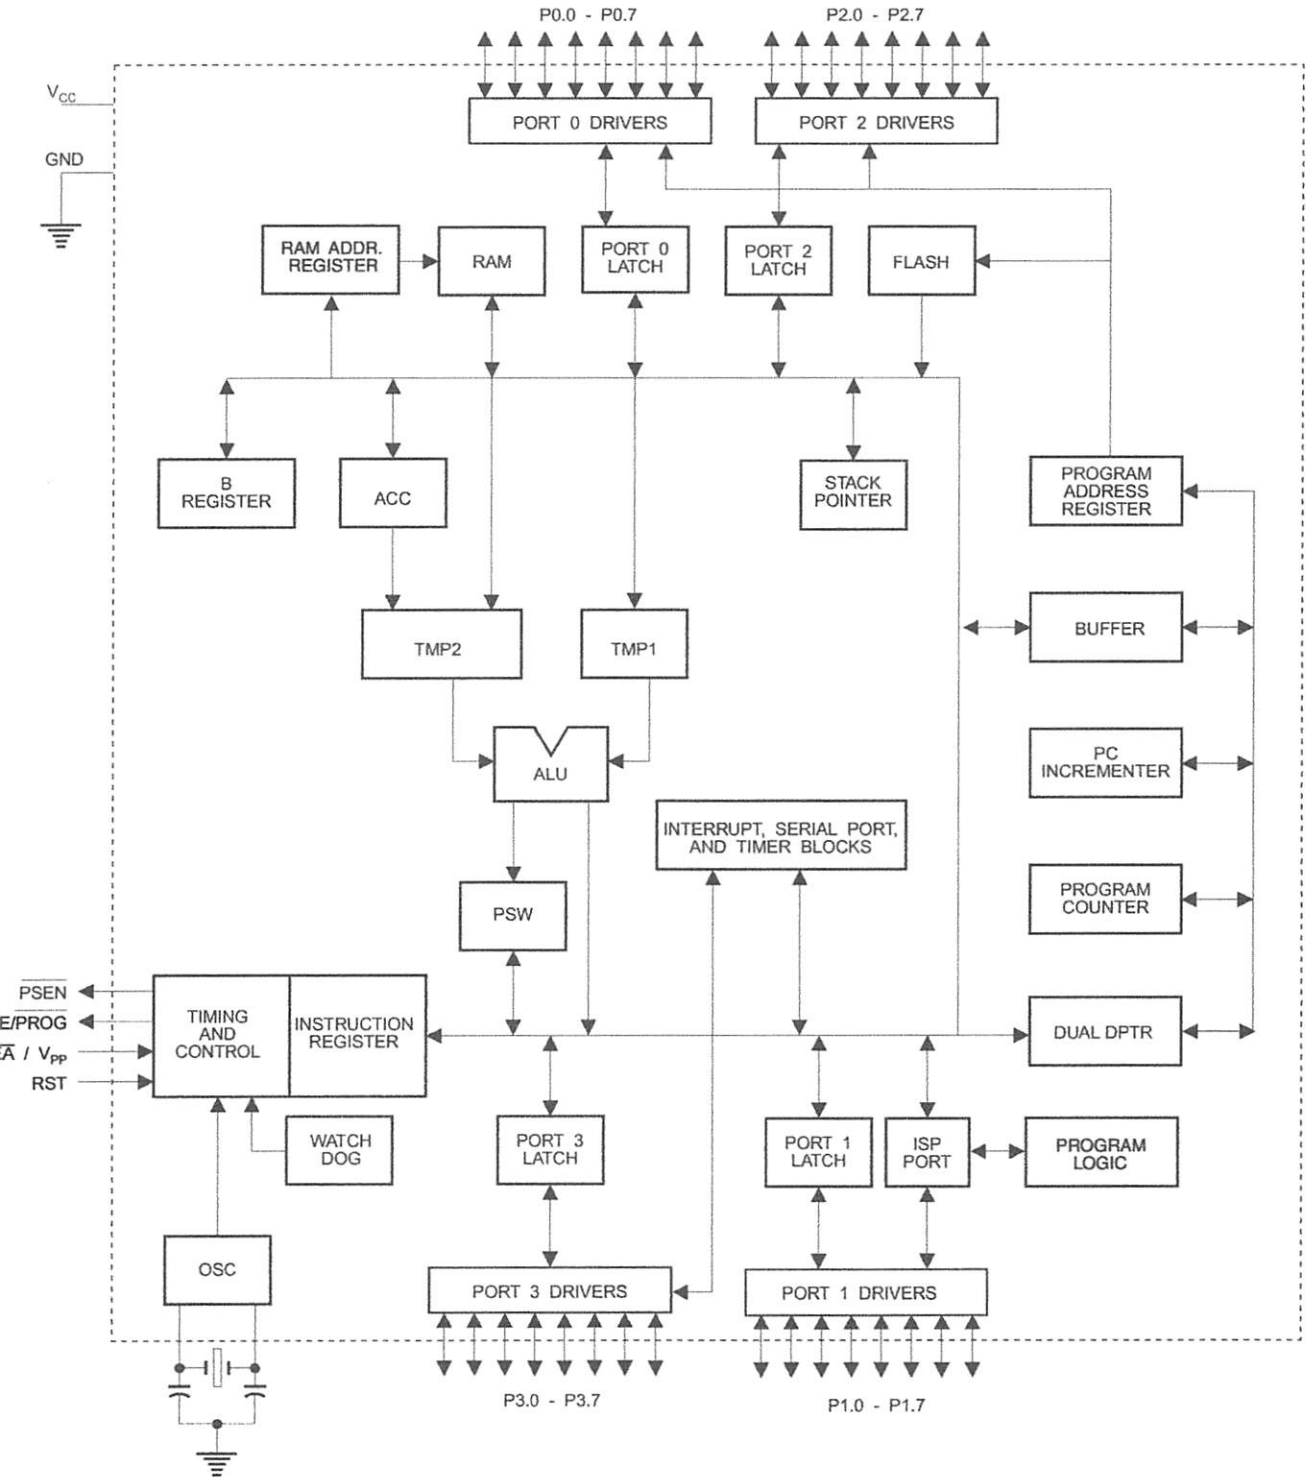 P0.0 - P0.7
P2.0 - P2.7
VCC
GND
PORT 0 DRIVERS
PORT 2 DRIVERS
RAM ADDR.
REGISTER
RAM
PORT 0
LATCH
PORT 2
LATCH
FLASH
B
REGISTER
ACC
STACK
POINTER
PROGRAM
ADDRESS
REGISTER
TMP2
TMP1
BUFFER
ALU
PC
INCREMENTER
INTERRUPT, SERIAL PORT,
AND TIMER BLOCKS
PSW
PROGRAM
COUNTER
PSEN
E/PROG
EA / VPP
RST
TIMING
AND
CONTROL
INSTRUCTION
REGISTER
DUAL DPTR
WATCH
DOG
PORT 3
LATCH
PORT 1
LATCH
ISP
PORT
PROGRAM
LOGIC
OSC
PORT 3 DRIVERS
PORT 1 DRIVERS
P3.0 - P3.7
P1.0 - P1.7